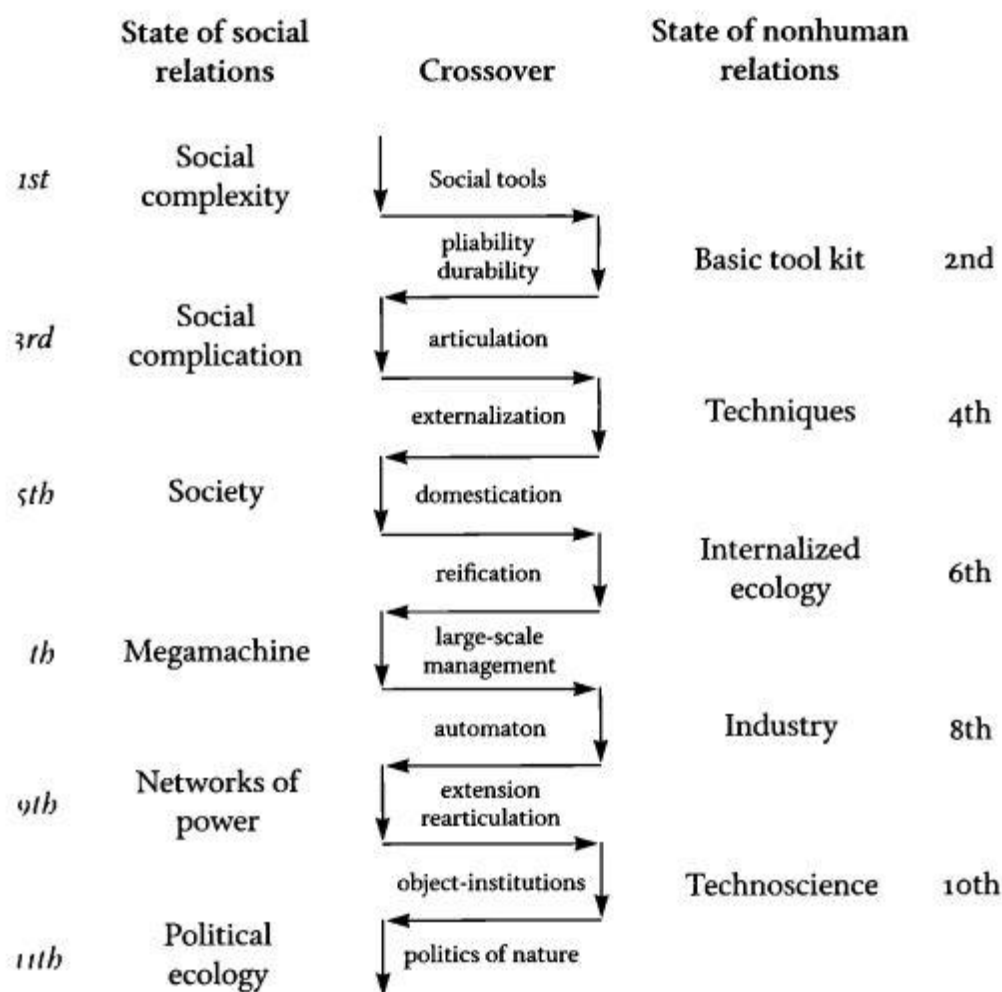 State of social
relations
Crossover
State of nonhuman
relations
1st
Social
complexity
Social tools
pliability
durability
Basic tool kit
2nd
3rd
Social
complication
articulation
externalization
Techniques
4th
5th
Society
domestication
reification
Internalized
ecology
6th
th
Megamachine
large-scale
management
automaton
Industry
8th
9th
Networks of
power
extension
rearticulation
object-institutions
Technoscience
10th
11th
Political
ecology
politics of nature